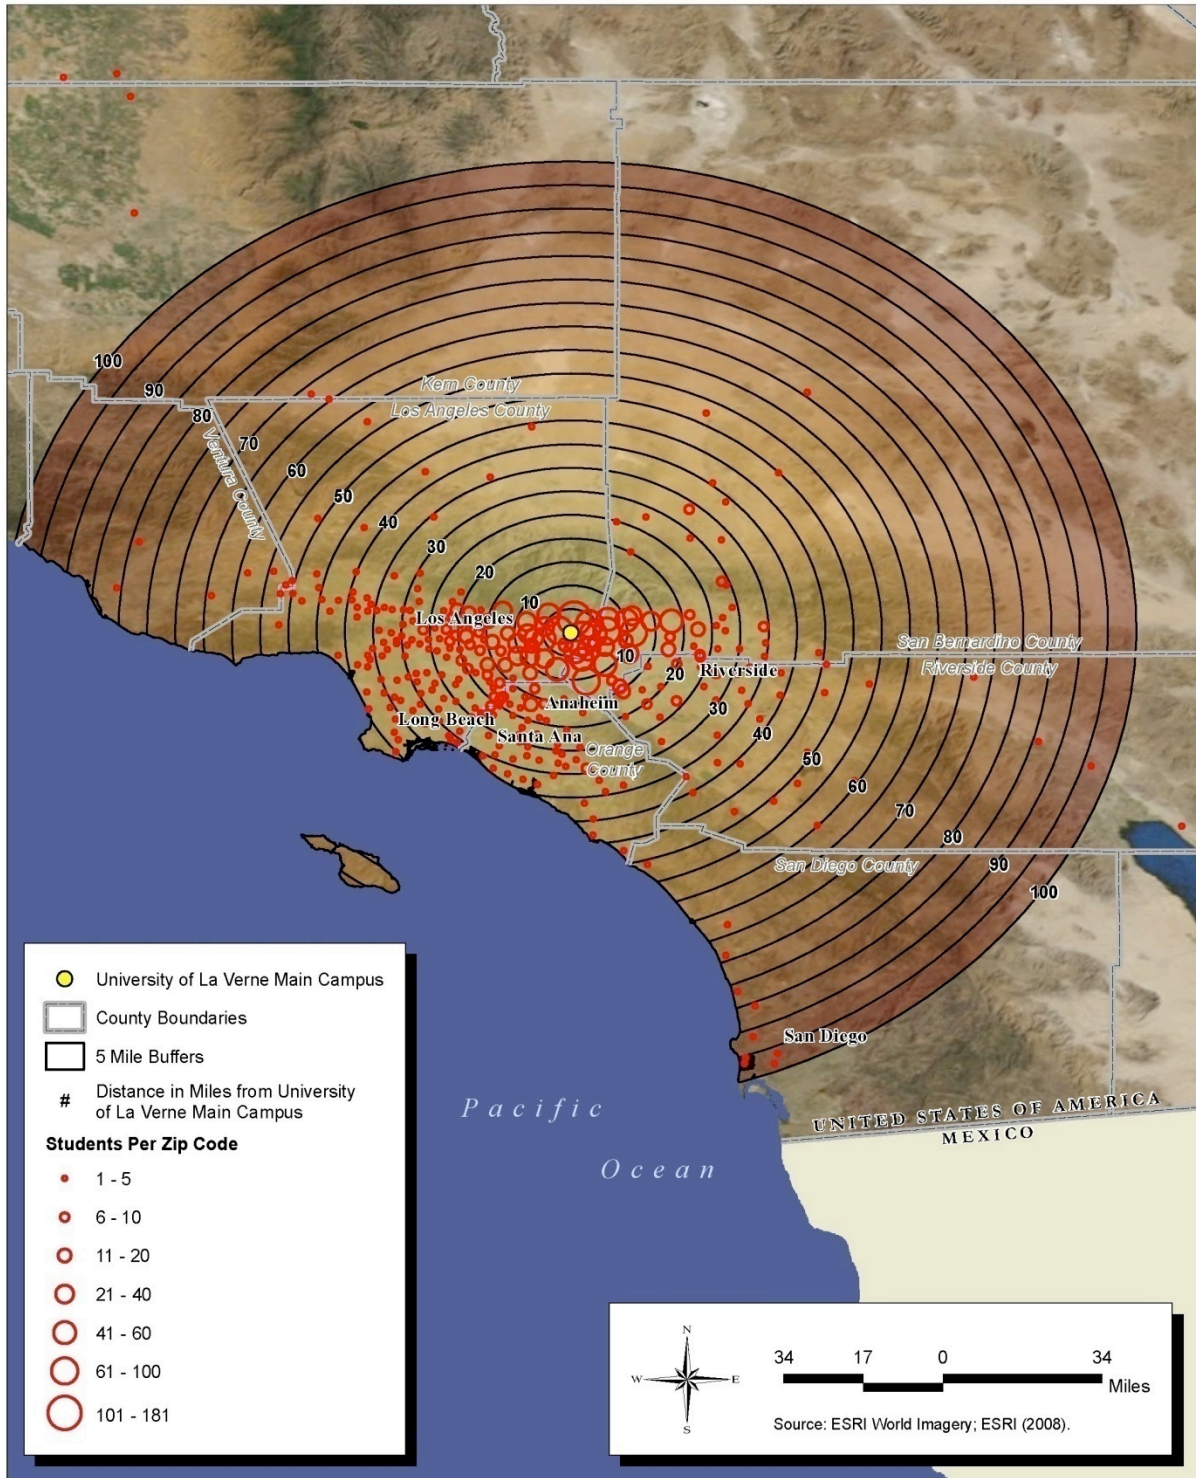 100
90
80
70
60
50
40
30
20
10
Kern County
Los Angeles County
Ventura County
Los Angeles
10
20
30
40
50
60
70
80
90
100
San Bernardino County
Riverside County
Riverside
Anaheim
Long Beach
Santa Ana
Orange
County
San Diego County
San Diego
Pacific
Ocean
UNITED STATES OF AMERICA
MEXICO
University of La Verne Main Campus
County Boundaries
5 Mile Buffers
# Distance in Miles from University
of La Verne Main Campus
Students Per Zip Code
1 - 5
6 - 10
11 - 20
21 - 40
41 - 60
61 - 100
101 - 181
N
W E
S
34 17 0 34
Miles
Source: ESRI World Imagery; ESRI (2008).